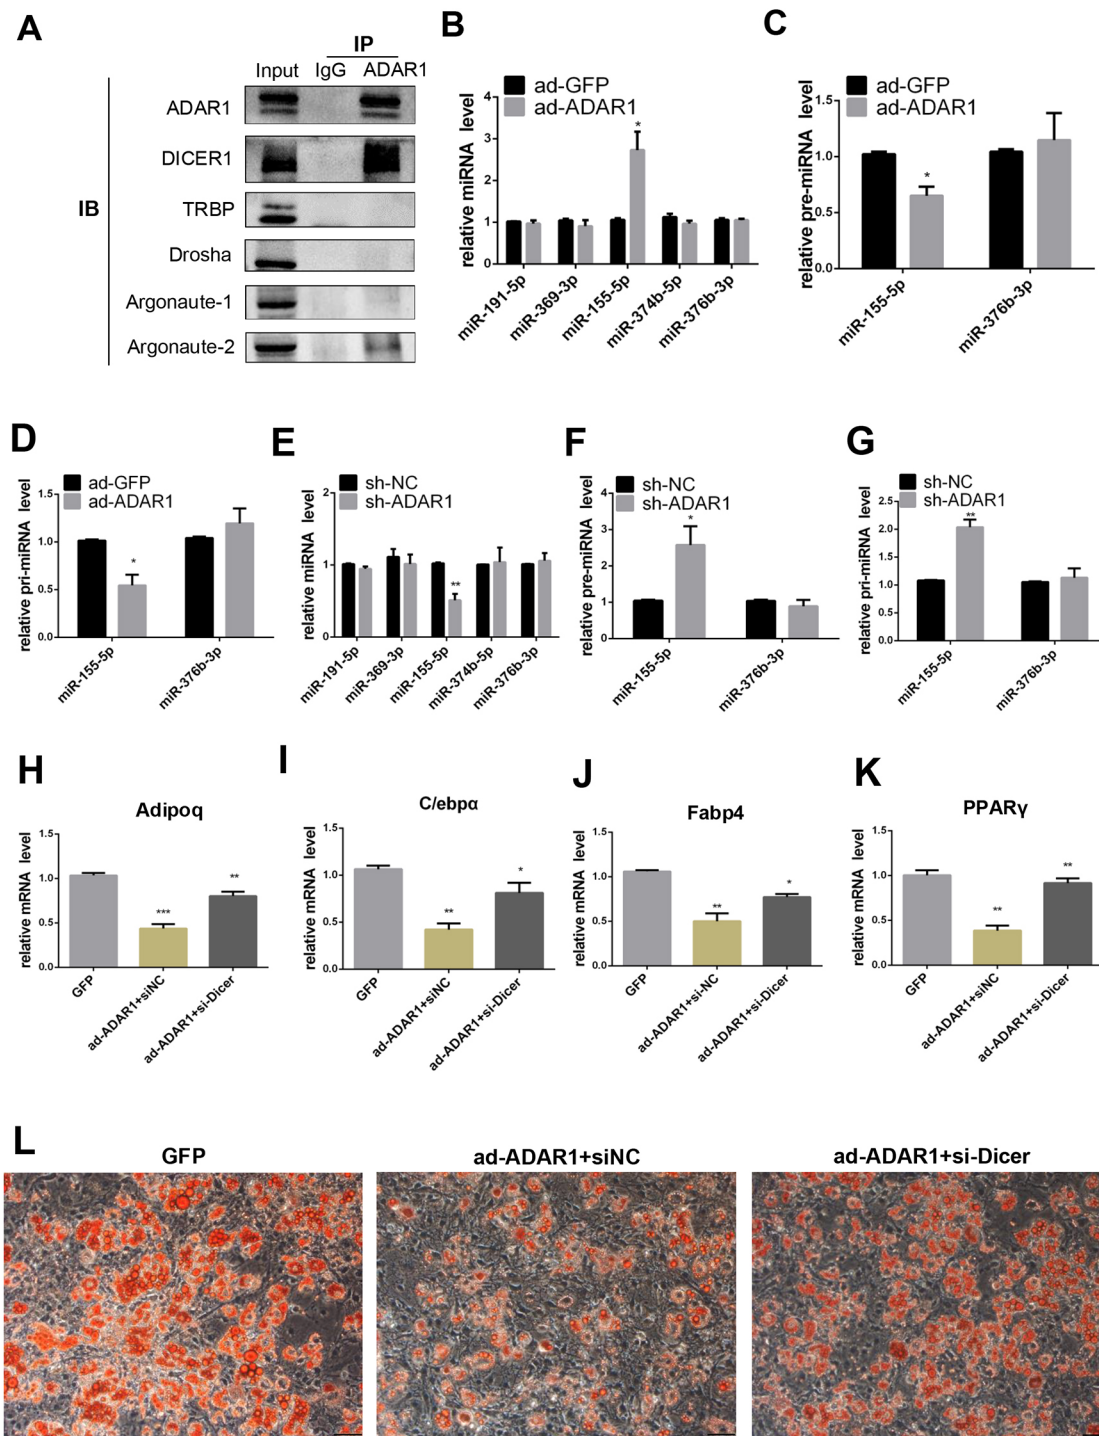 A
IP
Input IgG ADAR1
IB
ADAR1
DICER1
TRBP
Drosha
Argonaute-1
Argonaute-2
B
ad-GFP
ad-ADAR1
relative miRNA level
4
3
2
1
0
*
miR-191-5p
miR-369-3p
miR-155-5p
miR-374b-5p
miR-376b-3p
C
ad-GFP
ad-ADAR1
relative pre-miRNA level
1.5
1.0
0.5
0.0
*
miR-155-5p
miR-376b-3p
D
ad-GFP
ad-ADAR1
relative pri-miRNA level
1.5
1.0
0.5
0.0
*
miR-155-5p
miR-376b-3p
E
sh-NC
sh-ADAR1
relative miRNA level
2
1
0
**
miR-191-5p
miR-369-3p
miR-155-5p
miR-374b-5p
miR-376b-3p
F
sh-NC
sh-ADAR1
relative pre-miRNA level
4
3
2
1
0
*
miR-155-5p
miR-376b-3p
G
sh-NC
sh-ADAR1
relative pri-miRNA level
2.5
2.0
1.5
1.0
0.5
0.0
**
miR-155-5p
miR-376b-3p
H
Adipoq
relative mRNA level
1.5
1.0
0.5
0.0
***
**
GFP
ad-ADAR1+siNC
ad-ADAR1+si-Dicer
I
C/ebpα
relative mRNA level
1.5
1.0
0.5
0.0
**
*
GFP
ad-ADAR1+siNC
ad-ADAR1+si-Dicer
J
Fabp4
relative mRNA level
1.5
1.0
0.5
0.0
**
*
GFP
ad-ADAR1+si-NC
ad-ADAR1+si-Dicer
K
PPARγ
relative mRNA level
1.5
1.0
0.5
0.0
**
**
GFP
ad-ADAR1+siNC
ad-ADAR1+si-Dicer
L
GFP
ad-ADAR1+siNC
ad-ADAR1+si-Dicer